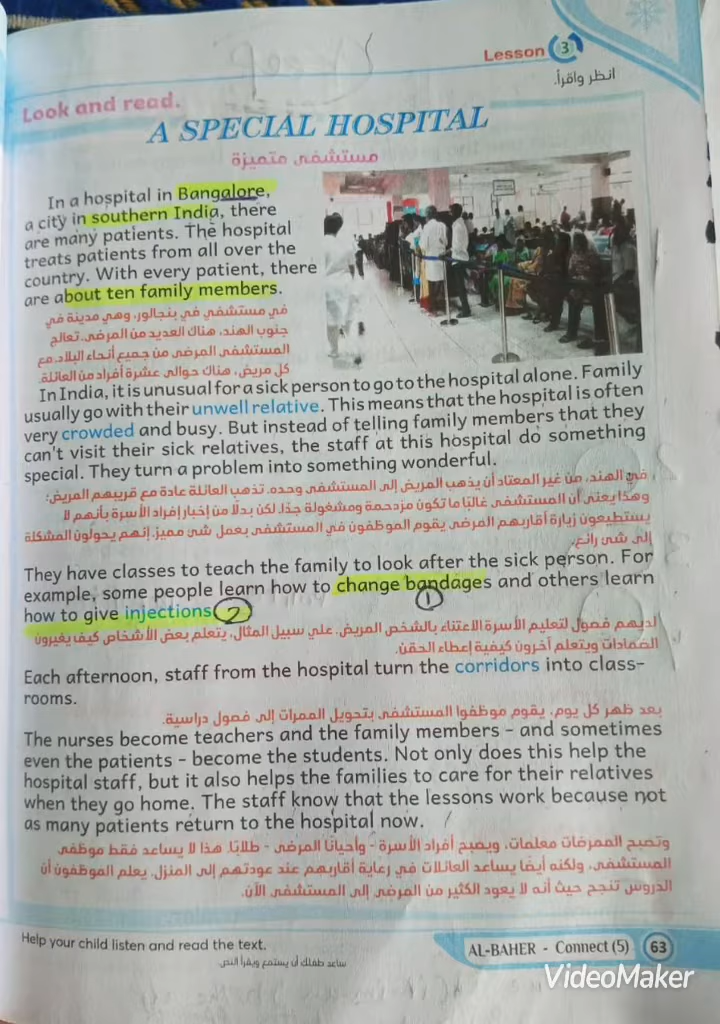 Lesson 3
انظر واقرأ.
Look and read.
A SPECIAL HOSPITAL
مستشفى متميزة
In a hospital in Bangalore,
a city in southern India, there
are many patients. The hospital
treats patients from all over the
country. With every patient, there
are about ten family members.
في مستشفي في بنجالور، وهي مدينة في
جنوب الهند، هناك العديد من المرضى. تعالج
المستشفى المرضى من جميع أنحاء البلاد. مع
كل مريض، هناك حوالى عشرة أفراد من العائلة.
In India, it is unusual for a sick person to go to the hospital alone. Family
usually go with their unwell relative. This means that the hospital is often
very crowded and busy. But instead of telling family members that they
can't visit their sick relatives, the staff at this hospital do something
special. They turn a problem into something wonderful.
في الهند، من غير المعتاد أن يذهب المريض إلى المستشفى وحده. تذهب العائلة عادة مع قريبهم المريض؛
وهذا يعنى أن المستشفى غالبًا ما تكون مزدحمة ومشغولة جدًا. لكن بدلًا من إخبار إفراد الأسرة بأنهم لا
يستطيعون زيارة أقاربهم المرضى يقوم الموظفون في المستشفى بعمل شى مميز. إنهم يحولون المشكلة
إلى شى رائع.
They have classes to teach the family to look after the sick person. For
example, some people learn how to change bandages and others learn
how to give injections 2
1
لديهم فصول لتعليم الأسرة الاعتناء بالشخص المريض. علي سبيل المثال، يتعلم بعض الأشخاص كيف يغيرون
الضمادات ويتعلم آخرون كيفية إعطاء الحقن.
Each afternoon, staff from the hospital turn the corridors into class-
rooms.
بعد ظهر كل يوم، يقوم موظفوا المستشفى بتحويل الممرات إلى فصول دراسية.
The nurses become teachers and the family members - and sometimes
even the patients - become the students. Not only does this help the
hospital staff, but it also helps the families to care for their relatives
when they go home. The staff know that the lessons work because not
as many patients return to the hospital now.
وتصبح الممرضات معلمات، ويصبح أفراد الأسرة - وأحيانًا المرضى - طلابًا. هذا لا يساعد فقط موظفى
المستشفى، ولكنه أيضا يساعد العائلات في رعاية أقاربهم عند عودتهم إلى المنزل. يعلم الموظفون أن
الدروس تنجح حيث أنه لا يعود الكثير من المرضى إلى المستشفى الآن.
Help your child listen and read the text.
ساعد طفلك أن يستمع ويقرأ النص.
AL-BAHER - Connect (5) 63
VideoMaker